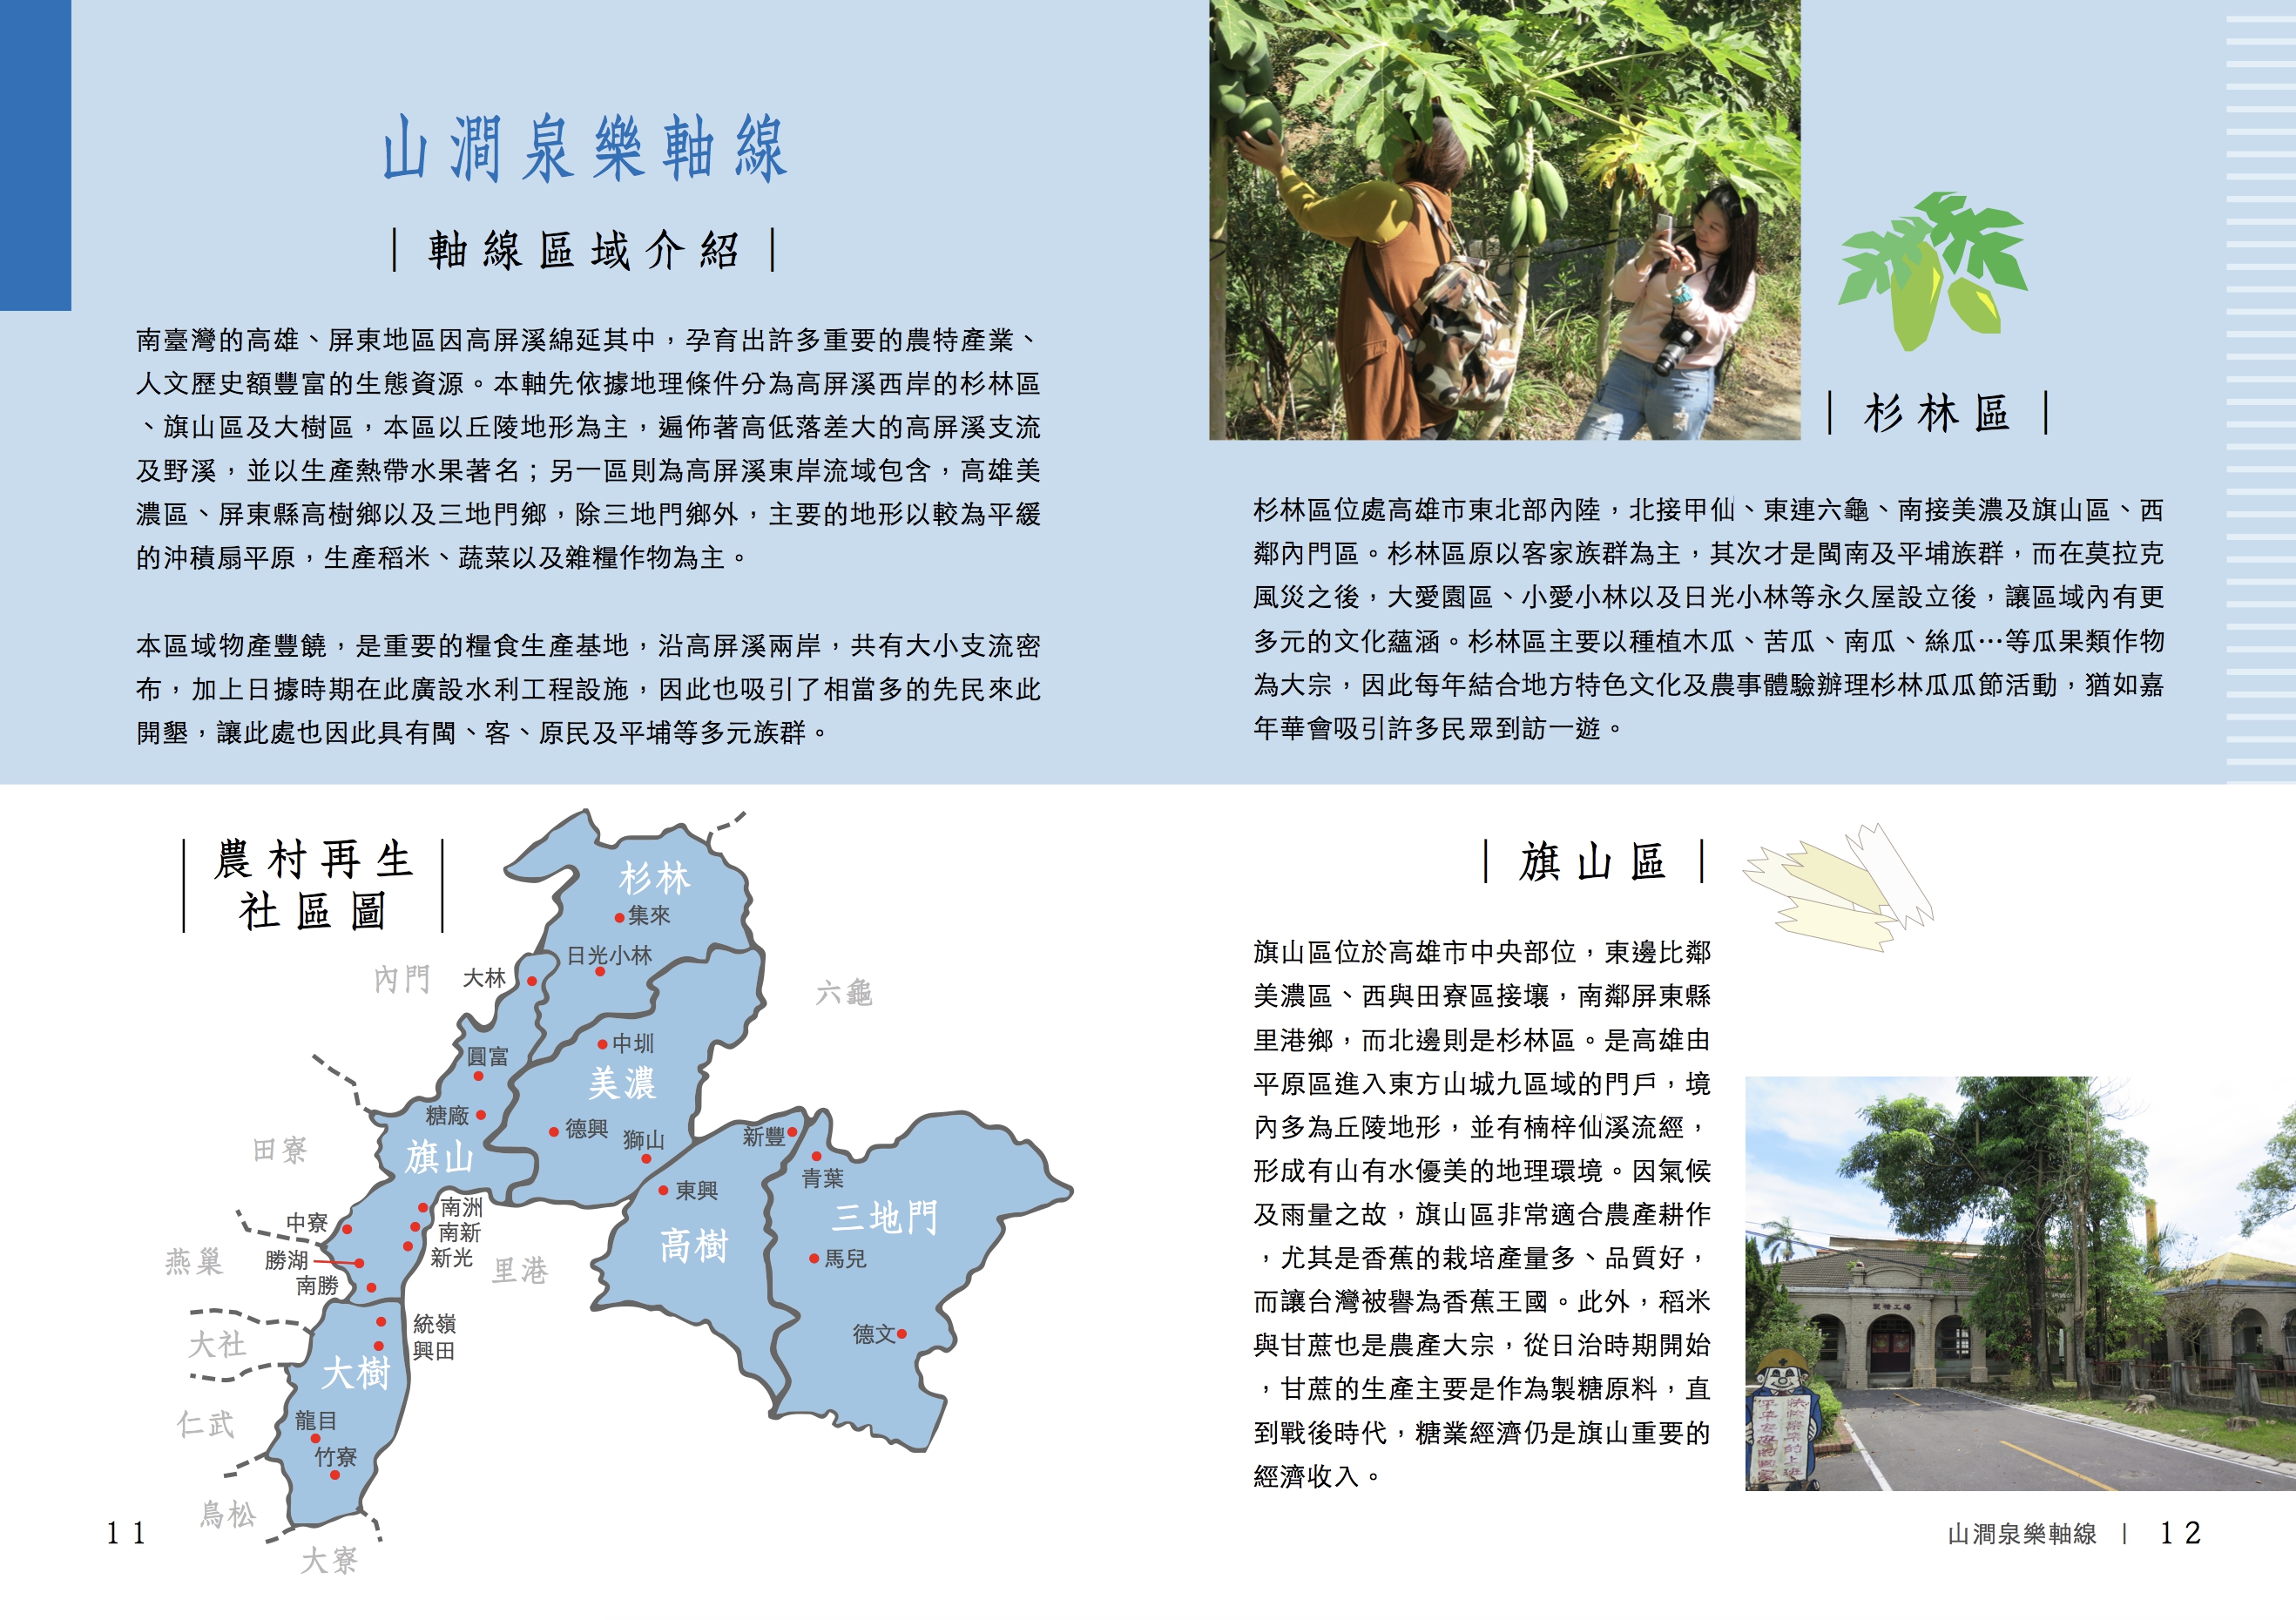 山澗泉樂軸線
｜軸線區域介紹｜
南臺灣的高雄、屏東地區因高屏溪綿延其中，孕育出許多重要的農特產業、
人文歷史額豐富的生態資源。本軸先依據地理條件分為高屏溪西岸的杉林區
、旗山區及大樹區，本區以丘陵地形為主，遍佈著高低落差大的高屏溪支流
及野溪，並以生產熱帶水果著名；另一區則為高屏溪東岸流域包含，高雄美
濃區、屏東縣高樹鄉以及三地門鄉，除三地門鄉外，主要的地形以較為平緩
的沖積扇平原，生產稻米、蔬菜以及雜糧作物為主。
本區域物產豐饒，是重要的糧食生產基地，沿高屏溪兩岸，共有大小支流密
布，加上日據時期在此廣設水利工程設施，因此也吸引了相當多的先民來此
開墾，讓此處也因此具有閩、客、原民及平埔等多元族群。
農村再生
社區圖
杉林
集來
日光小林
內門
大林
六龜
中圳
圓富
美濃
糖廠
德興
獅山
新豐
旗山
田寮
青葉
東興
南洲
三地門
中寮
南新
高樹
勝湖
新光
燕巢
里港
馬兒
南勝
統嶺
大社
興田
德文
大樹
仁武
龍目
竹寮
鳥松
大寮
11
｜杉林區｜
杉林區位處高雄市東北部內陸，北接甲仙、東連六龜、南接美濃及旗山區、西
鄰內門區。杉林區原以客家族群為主，其次才是閩南及平埔族群，而在莫拉克
風災之後，大愛園區、小愛小林以及日光小林等永久屋設立後，讓區域內有更
多元的文化蘊涵。杉林區主要以種植木瓜、苦瓜、南瓜、絲瓜…等瓜果類作物
為大宗，因此每年結合地方特色文化及農事體驗辦理杉林瓜瓜節活動，猶如嘉
年華會吸引許多民眾到訪一遊。
｜旗山區｜
旗山區位於高雄市中央部位，東邊比鄰
美濃區、西與田寮區接壤，南鄰屏東縣
里港鄉，而北邊則是杉林區。是高雄由
平原區進入東方山城九區域的門戶，境
內多為丘陵地形，並有楠梓仙溪流經，
形成有山有水優美的地理環境。因氣候
及雨量之故，旗山區非常適合農產耕作
，尤其是香蕉的栽培產量多、品質好，
而讓台灣被譽為香蕉王國。此外，稻米
與甘蔗也是農產大宗，從日治時期開始
，甘蔗的生產主要是作為製糖原料，直
到戰後時代，糖業經濟仍是旗山重要的
經濟收入。
山澗泉樂軸線 ｜ 12